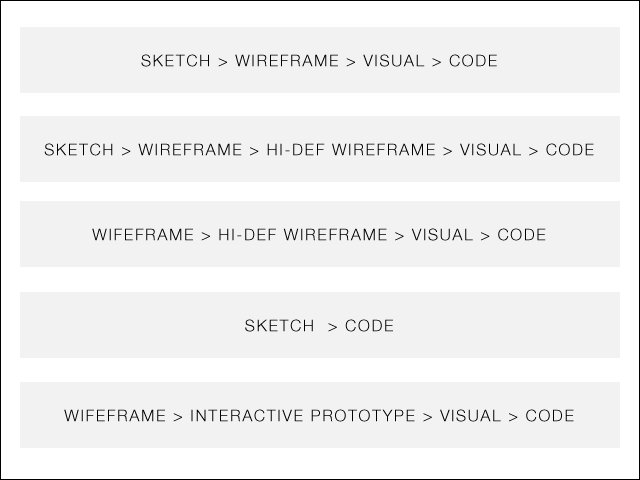 SKETCH > WIREFRAME > VISUAL > CODE
SKETCH > WIREFRAME > HI-DEF WIREFRAME > VISUAL > CODE
WIFEFRAME > HI-DEF WIREFRAME > VISUAL > CODE
SKETCH > CODE
WIFEFRAME > INTERACTIVE PROTOTYPE > VISUAL > CODE